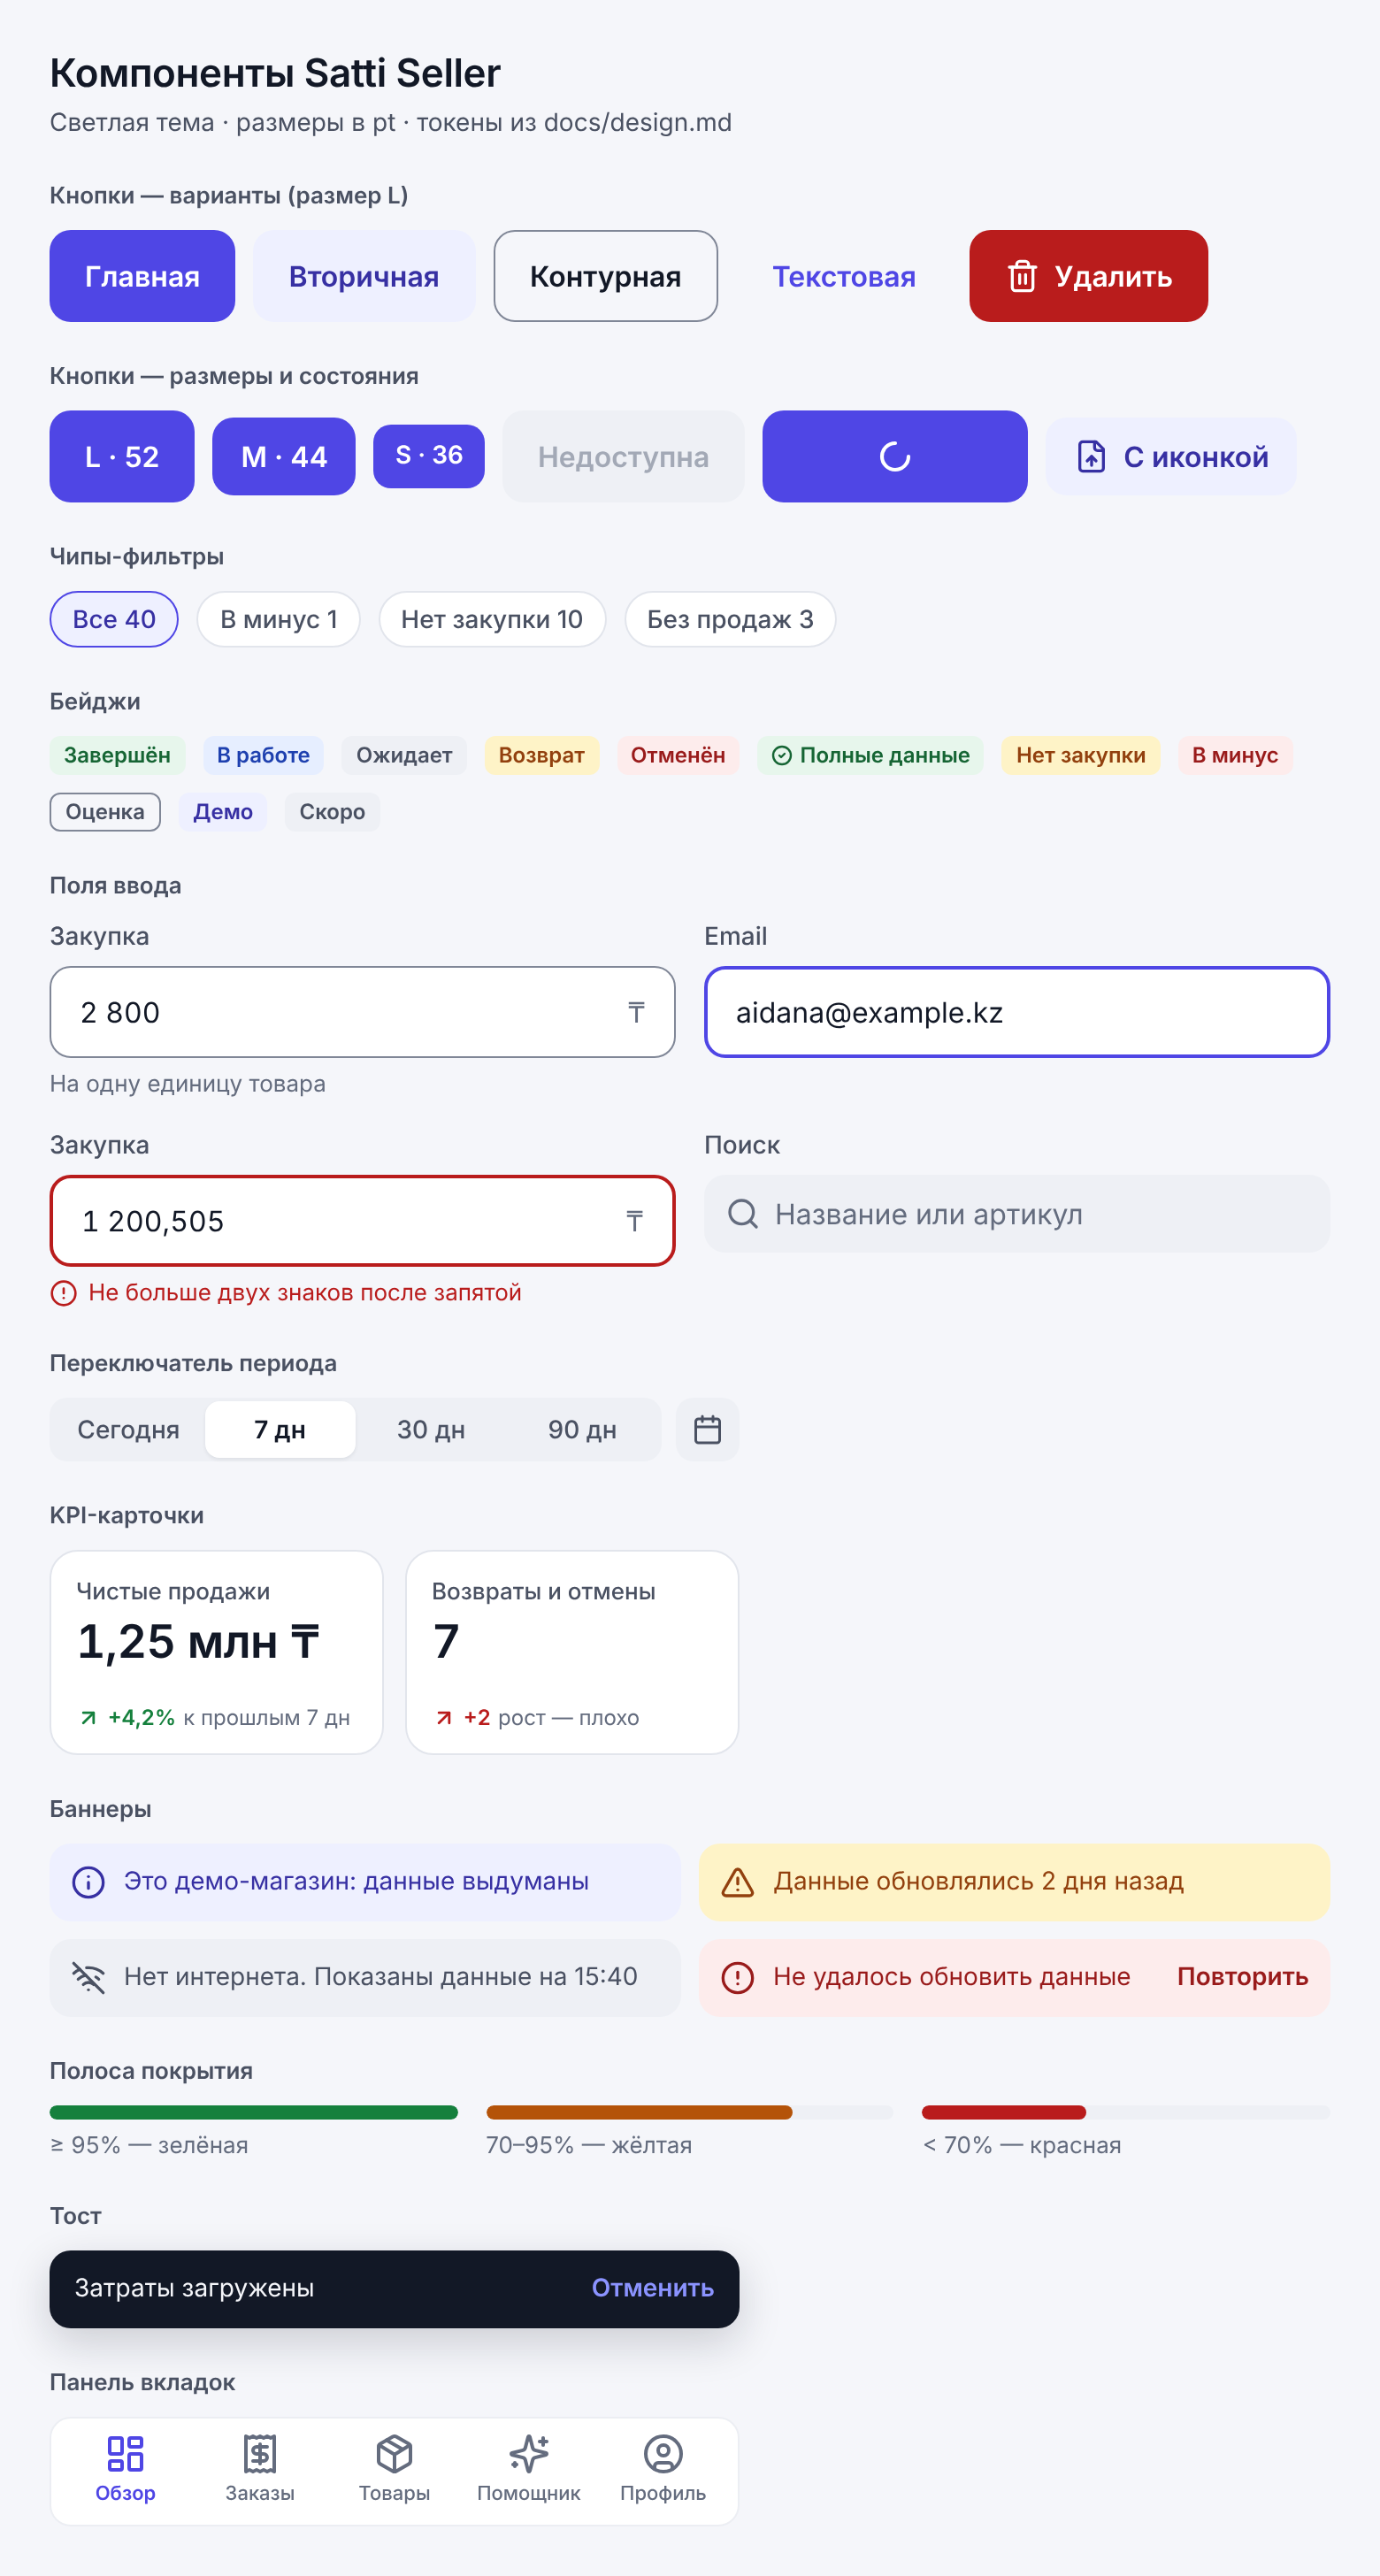 Компоненты Satti Seller
Светлая тема · размеры в pt · токены из docs/design.md
Кнопки — варианты (размер L)
Главная Вторичная Контурная Текстовая Удалить
Кнопки — размеры и состояния
L · 52 M · 44 S · 36 Недоступна С иконкой
Чипы-фильтры
Все 40 В минус 1 Нет закупки 10 Без продаж 3
Бейджи
Завершён В работе Ожидает Возврат Отменён Полные данные Нет закупки В минус
Оценка Демо Скоро
Поля ввода
Закупка Email
2 800 ₸ aidana@example.kz
На одну единицу товара
Закупка Поиск
1 200,505 ₸ Название или артикул
Не больше двух знаков после запятой
Переключатель периода
Сегодня 7 дн 30 дн 90 дн
KPI-карточки
Чистые продажи Возвраты и отмены
1,25 млн ₸ 7
+4,2% к прошлым 7 дн +2 рост — плохо
Баннеры
Это демо-магазин: данные выдуманы Данные обновлялись 2 дня назад
Нет интернета. Показаны данные на 15:40 Не удалось обновить данные Повторить
Полоса покрытия
≥ 95% — зелёная 70–95% — жёлтая < 70% — красная
Тост
Затраты загружены Отменить
Панель вкладок
Обзор Заказы Товары Помощник Профиль